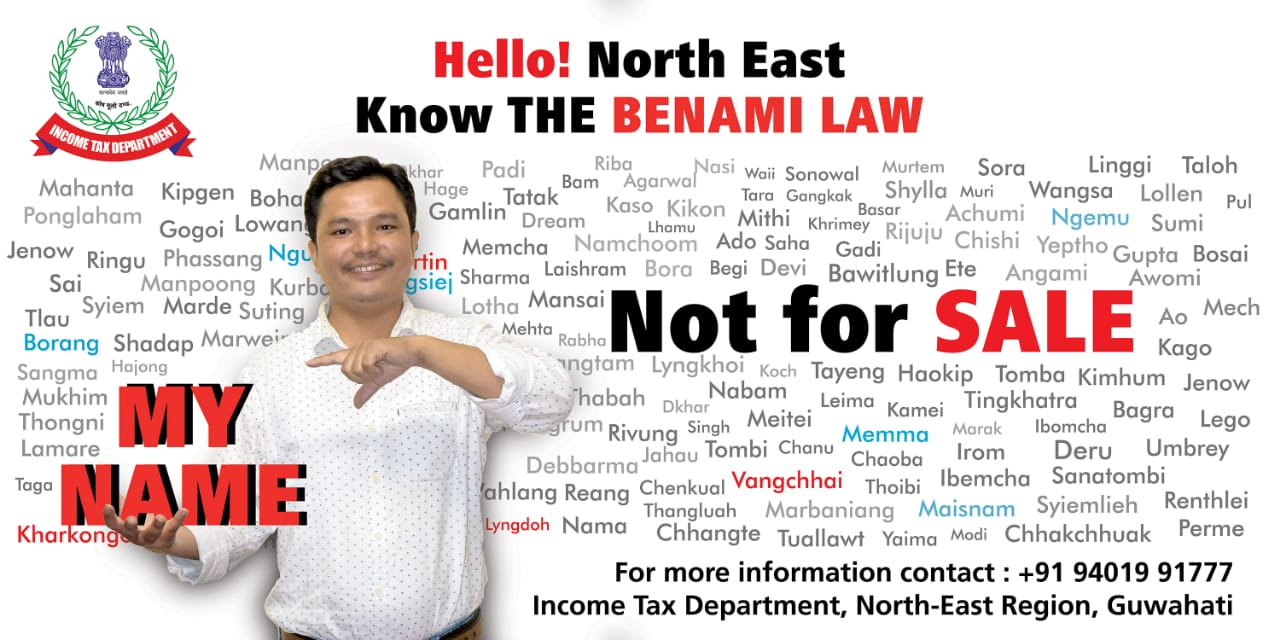 सत्यमेव जयते
कोष मूलो दण्डः
INCOME TAX DEPARTMENT
Hello! North East
Know THE BENAMI LAW
Mahanta Kipgen
Ponglaham Gogoi
Jenow Ringu Phassang
Sai Manpoong
Syiem Marde Suting
Tlau
Borang Shadap
Sangma Hajong
Mukhim
Thongni
Lamare
Taga
MY
NAME
Padi Riba Nasi Waii Sonowal Murtem Sora Linggi Taloh
Hage Tatak Bam Agarwal Tara Gangkak Shylla Muri Wangsa Lollen Pul
Gamlin Dream Kaso Kikon Mithi Khrimey Basar Achumi Ngemu Sumi
Lhamu Rijuju Chishi Yeptho
Memcha Namchoom Ado Saha Gadi Gupta Bosai
Sharma Laishram Bora Begi Devi Bawitlung Ete Angami Awomi
Lotha Mansai
Not for SALE
Mech
Ao
Mehta Rabha Kago
Lyngkhoi Koch Tayeng Haokip Tomba Kimhum Jenow
Thabah Dkhar Nabam Leima Kamei Tingkhatra Bagra Lego
Rivung Singh Meitei Memma Marak Ibomcha
Jahau Tombi Chanu Chaoba Irom Deru Umbrey
Debbarma Vangchhai Thoibi Ibemcha Sanatombi
Reang Chenkual Thangluah Marbaniang Maisnam Syiemlieh Renthlei
Lyngdoh Nama Chhangte Tuallawt Yaima Modi Chhakchhuak Perme
For more information contact : +91 94019 91777
Income Tax Department, North-East Region, Guwahati